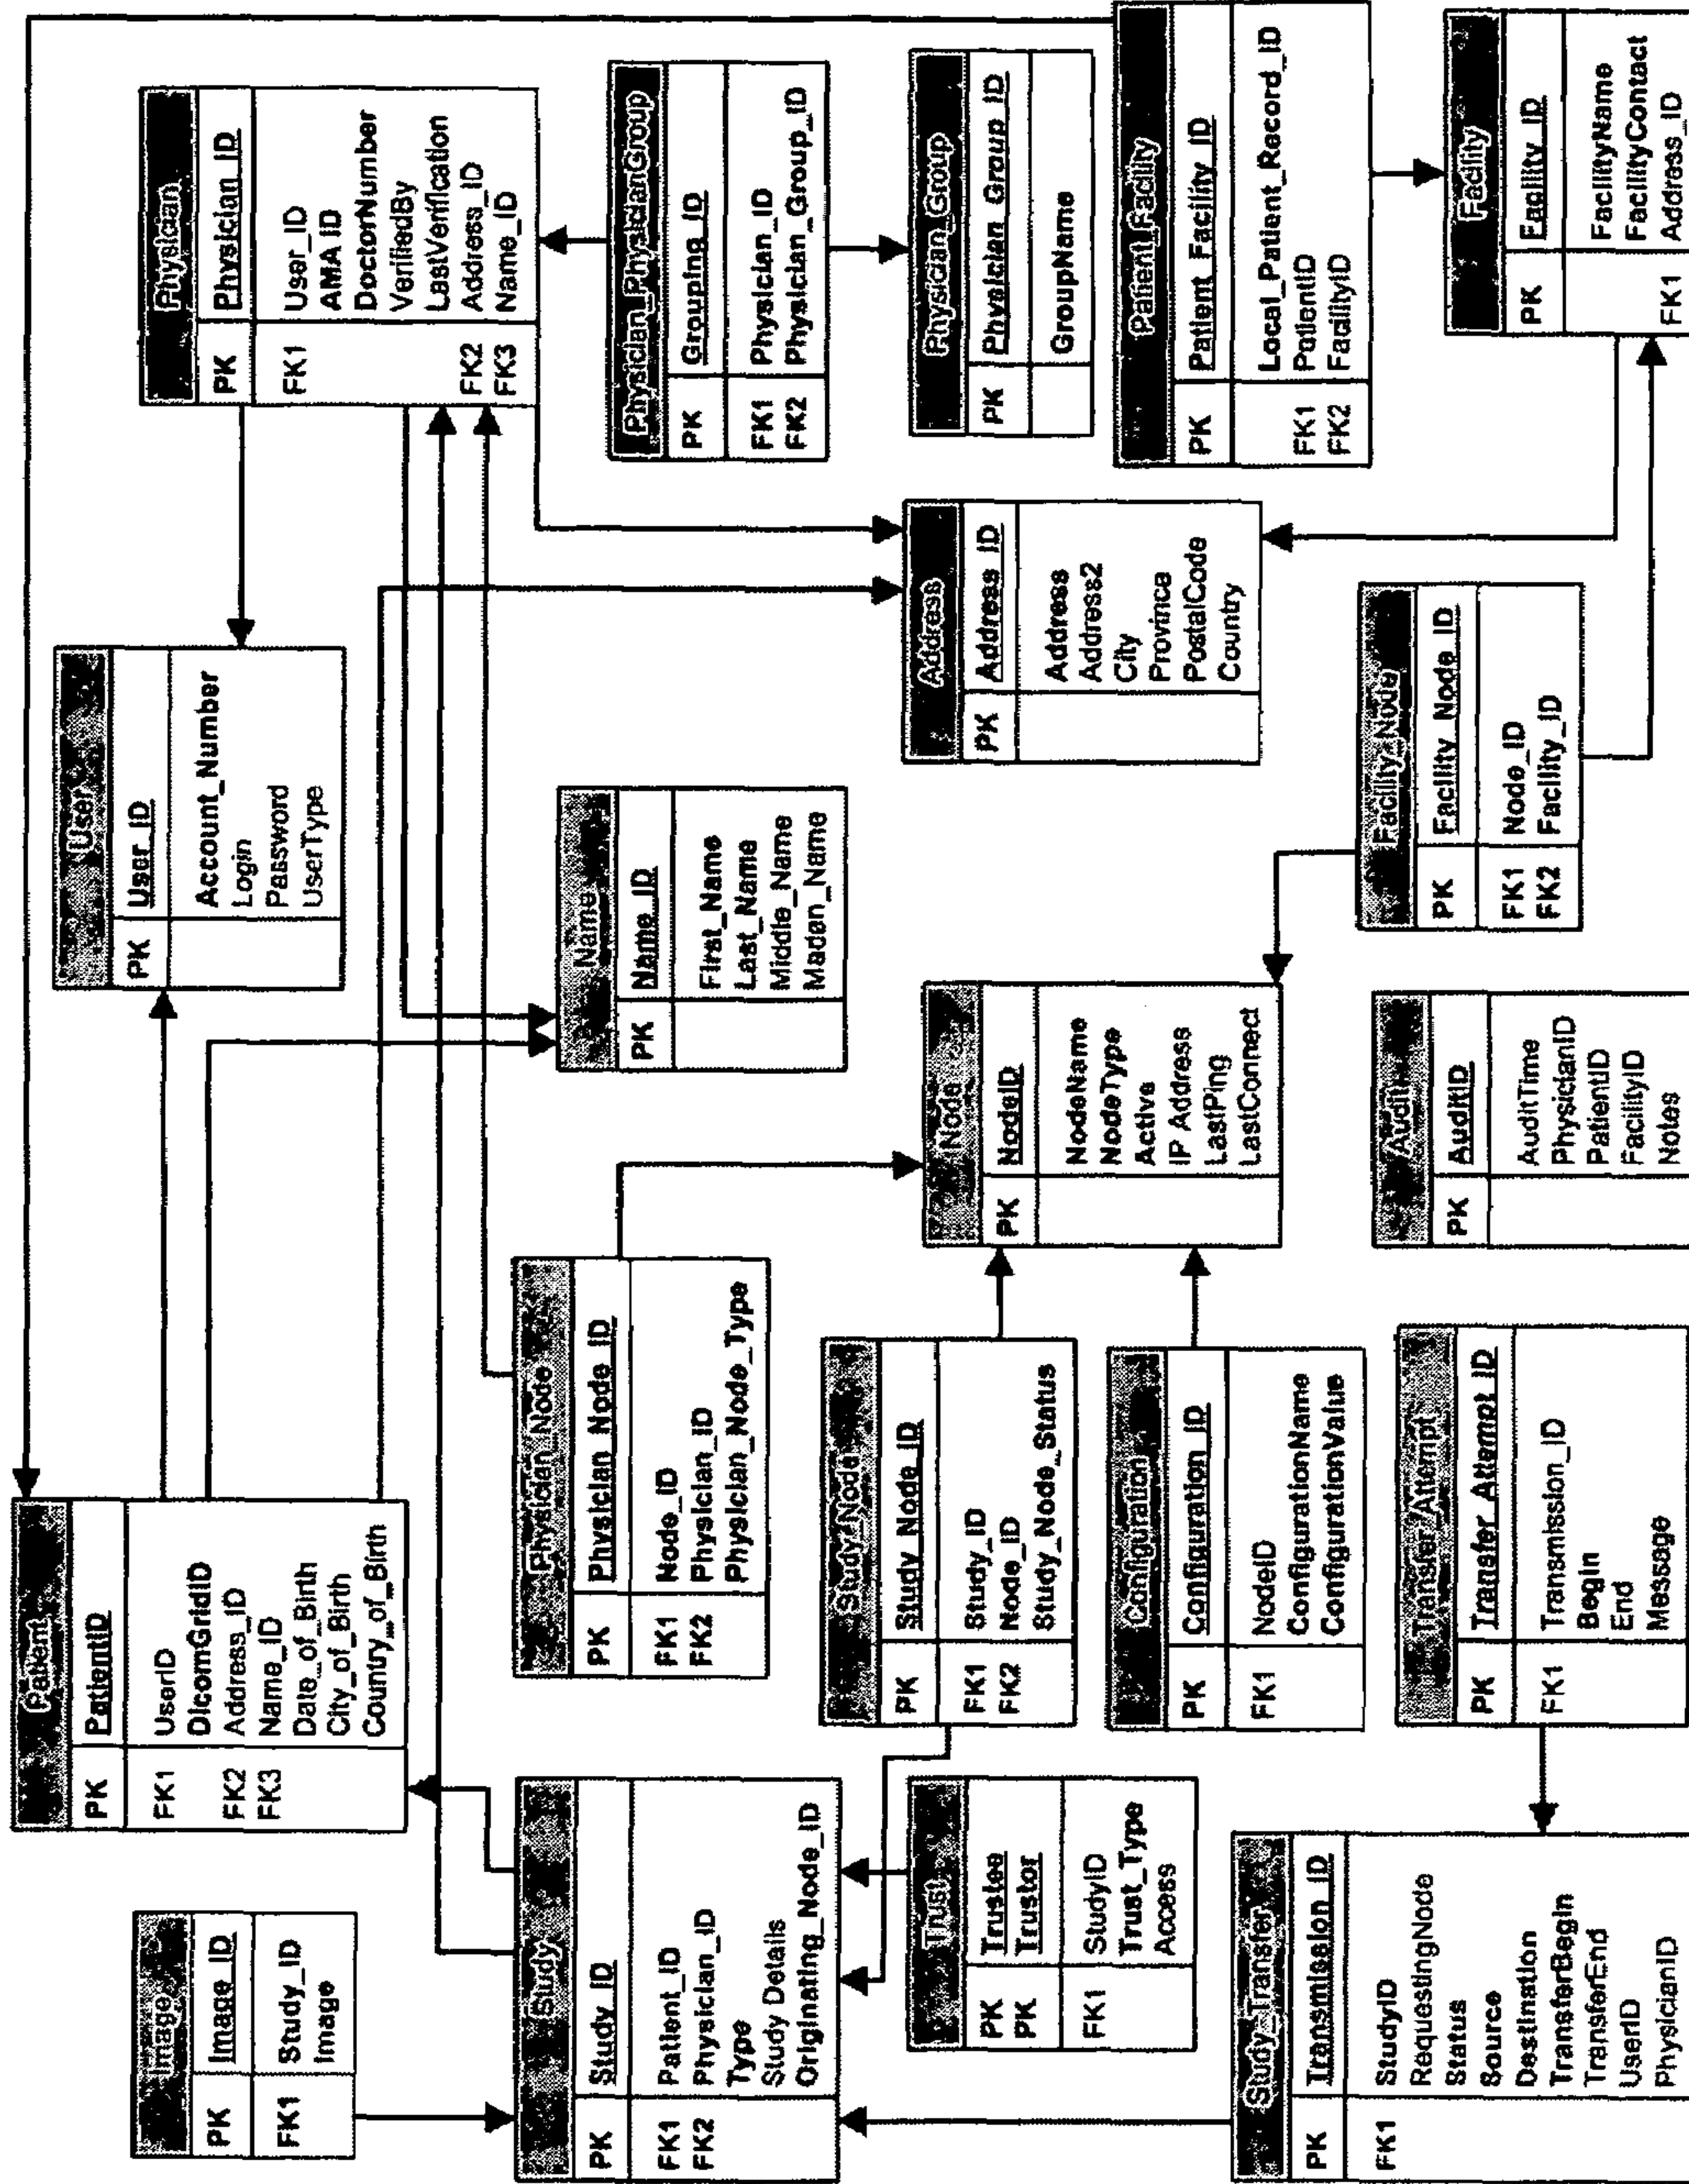 Image
PK Image_ID
FK1 Study_ID
Image
Patient
PK PatientID
FK1 UserID
DicomGridID
FK2 Address_ID
FK3 Name_ID
Date_of_Birth
City_of_Birth
Country_of_Birth
User
PK User_ID
Account_Number
Login
Password
UserType
Physician
PK Physician_ID
FK1 User_ID
AMA ID
DoctorNumber
VerifiedBy
LastVerification
FK2 Address_ID
FK3 Name_ID
Study
PK Study_ID
FK1 Patient_ID
FK2 Physician_ID
Type
Study Details
Originating_Node_ID
Physician_Node
PK Physician_Node_ID
FK1 Node_ID
FK2 Physician_ID
Physician_Node_Type
Name
PK Name_ID
First_Name
Last_Name
Middle_Name
Maden_Name
Physician_PhysicianGroup
PK Grouping_ID
FK1 Physician_ID
FK2 Physician_Group_ID
Trust
PK Trustee
PK Trustor
FK1 StudyID
Trust_Type
Access
Study_Node
PK Study_Node_ID
FK1 Study_ID
FK2 Node_ID
Study_Node_Status
Node
PK NodeID
NodeName
NodeType
Active
IP Address
LastPing
LastConnect
Address
PK Address_ID
Address
Address2
City
Province
PostalCode
Country
Physician_Group
PK Physician_Group_ID
GroupName
Configuration
PK Configuration_ID
FK1 NodeID
ConfigurationName
ConfigurationValue
Patient_Facility
PK Patient_Facility_ID
Local_Patient_Record_ID
FK1 PatientID
FK2 FacilityID
Study_Transfer
PK Transmission_ID
FK1 StudyID
RequestingNode
Status
Source
Destination
TransferBegin
TransferEnd
UserID
PhysicianID
Transfer_Attempt
PK Transfer_Attempt_ID
FK1 Transmission_ID
Begin
End
Message
Audit
PK AuditID
AuditTime
PhysicianID
PatientID
FacilityID
Notes
Facility_Node
PK Facility_Node_ID
FK1 Node_ID
FK2 Facility_ID
Facility
PK Facility_ID
FacilityName
FacilityContact
FK1 Address_ID